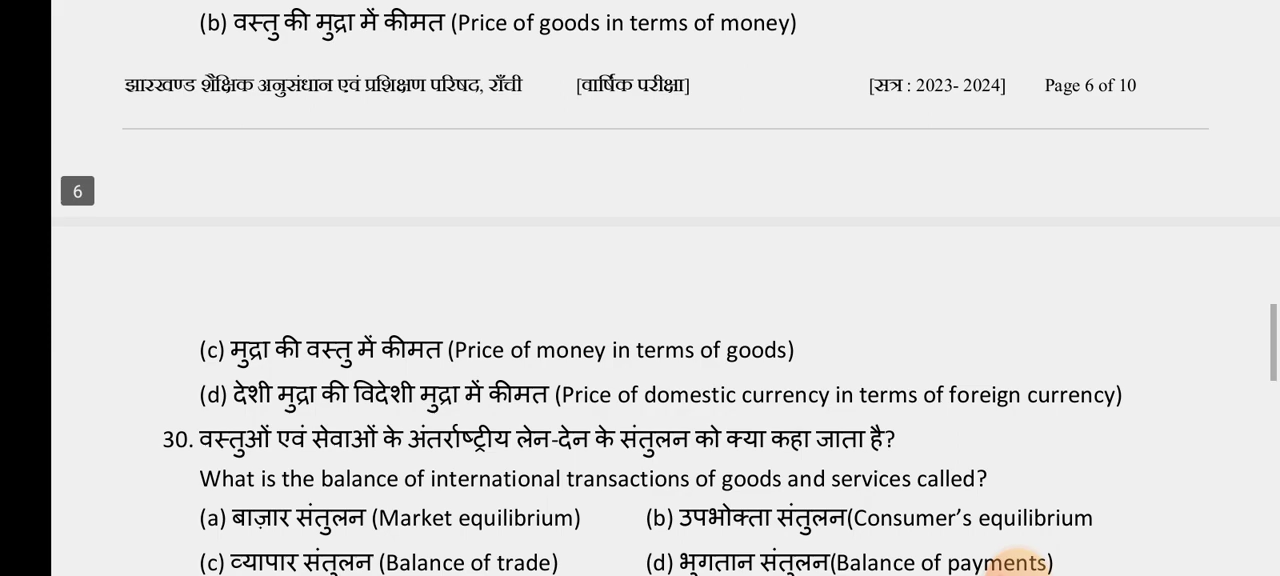 (b) वस्तु की मुद्रा में कीमत (Price of goods in terms of money)
झारखण्ड शैक्षिक अनुसंधान एवं प्रशिक्षण परिषद, राँची [वार्षिक परीक्षा] [सत्र : 2023- 2024] Page 6 of 10
6
(c) मुद्रा की वस्तु में कीमत (Price of money in terms of goods)
(d) देशी मुद्रा की विदेशी मुद्रा में कीमत (Price of domestic currency in terms of foreign currency)
30. वस्तुओं एवं सेवाओं के अंतर्राष्ट्रीय लेन-देन के संतुलन को क्या कहा जाता है?
What is the balance of international transactions of goods and services called?
(a) बाज़ार संतुलन (Market equilibrium) (b) उपभोक्ता संतुलन(Consumer’s equilibrium
(c) व्यापार संतुलन (Balance of trade) (d) भुगतान संतुलन(Balance of payments)